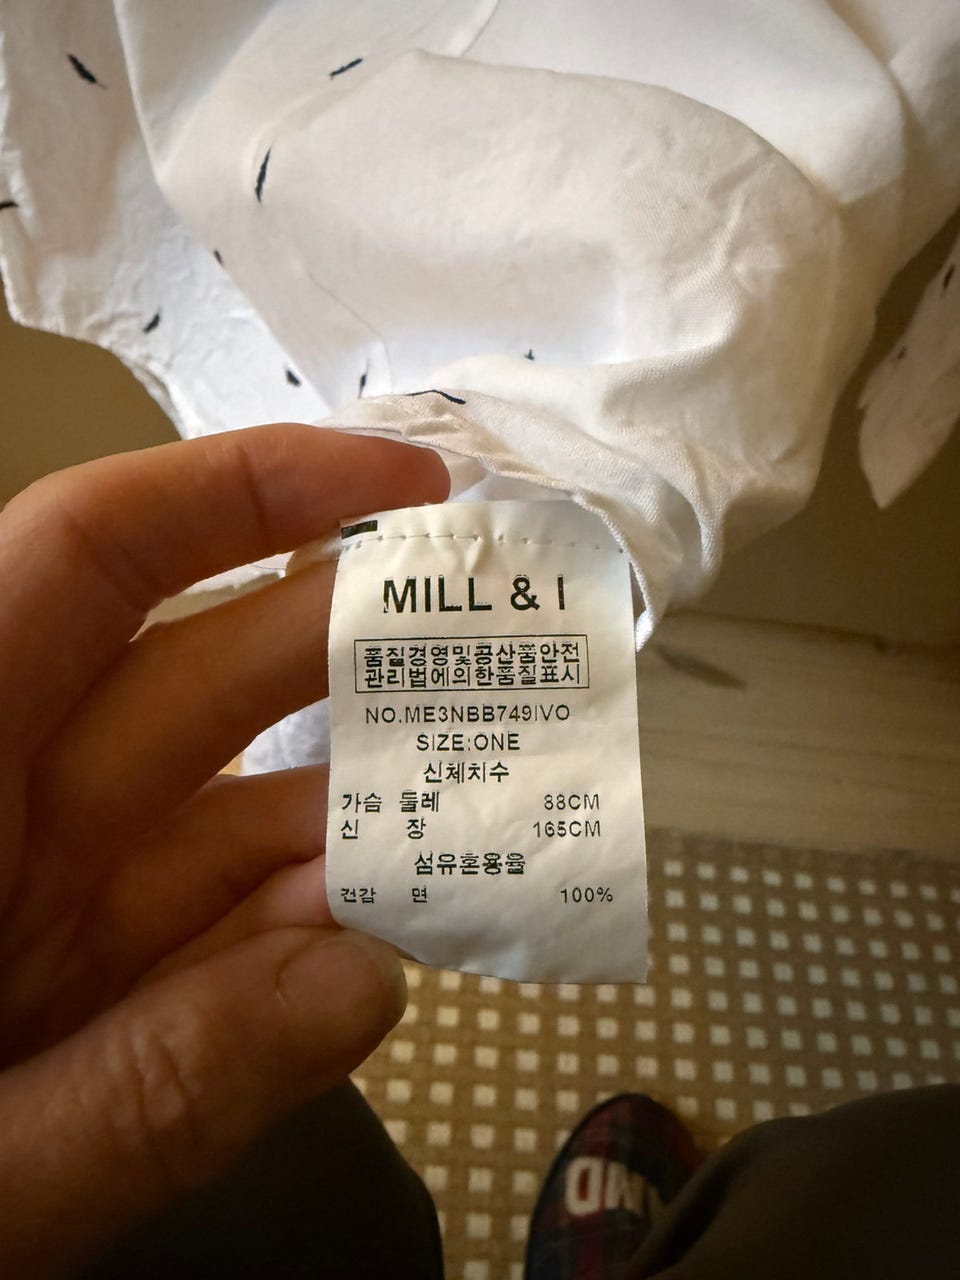 MILL & I
품질경영및공산품안전
관리법에의한품질표시
NO.ME3NBB749IVO
SIZE:ONE
신체치수
가슴 둘레 88CM
신 장 165CM
섬유혼용율
건감 면 100%